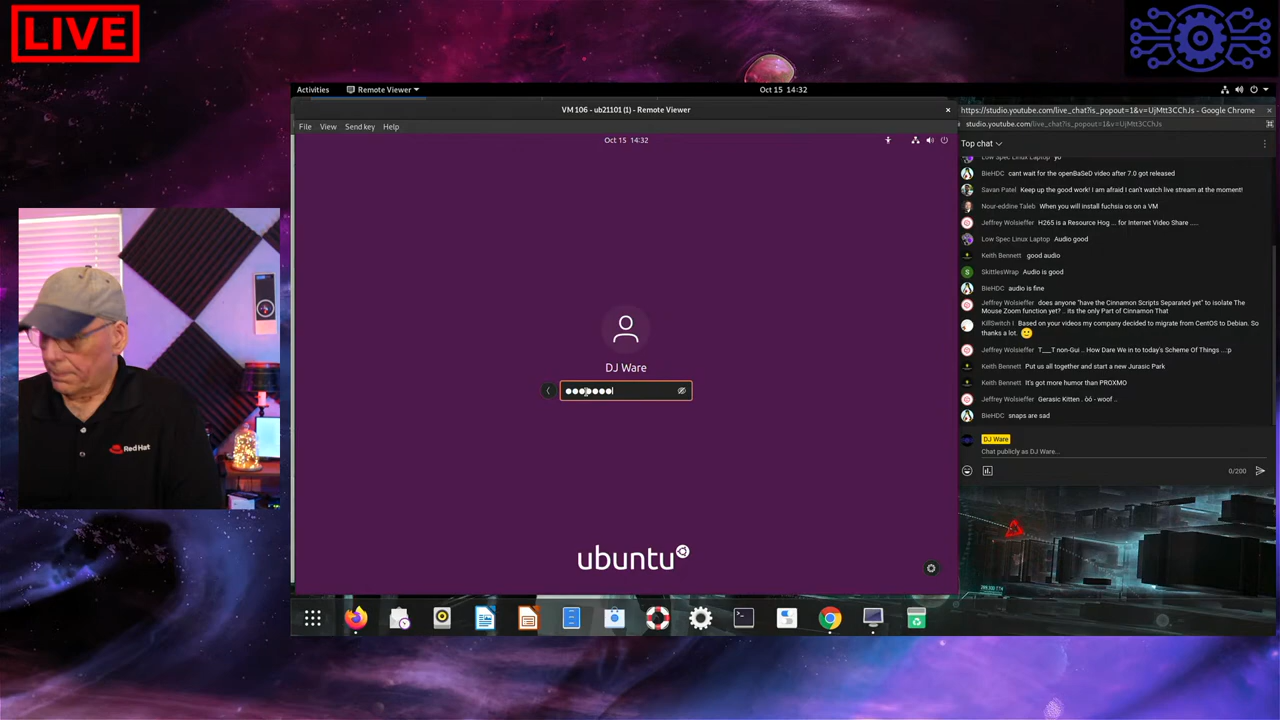 LIVE
Activities Remote Viewer Oct 15 14:32
VM 106 - ub21101 (1) - Remote Viewer
File View Send key Help
Oct 15 14:32
DJ Ware
ubuntu
RedHat
https://studio.youtube.com/live_chat?is_popout=1&v=UjMtt3CChJs - Google Chrome
studio.youtube.com/live_chat?is_popout=1&v=UjMtt3CChJs
Top chat
Low Spec Linux Laptop yo
BieHDC cant wait for the openBaSeD video after 7.0 got released
Savan Patel Keep up the good work! I am afraid I can't watch live stream at the moment!
Nour-eddine Taleb When you will install fuchsia os on a VM
Jeffrey Wolsieffer H265 is a Resource Hog ... for Internet Video Share .....
Low Spec Linux Laptop Audio good
Keith Bennett good audio
S SkittlesWrap Audio is good
BieHDC audio is fine
Jeffrey Wolsieffer does anyone "have the Cinnamon Scripts Separated yet" to isolate The
Mouse Zoom function yet? .. its the only Part of Cinnamon That
KillSwitch I Based on your videos my company decided to migrate from CentOS to Debian. So
thanks a lot.
Jeffrey Wolsieffer T___T non-Gui .. How Dare We in to today's Scheme Of Things ...:p
Keith Bennett Put us all together and start a new Jurasic Park
Keith Bennett It's got more humor than PROXMO
Jeffrey Wolsieffer Gerasic Kitten . òó - woof ..
BieHDC snaps are sad
DJ Ware
Chat publicly as DJ Ware...
0/200